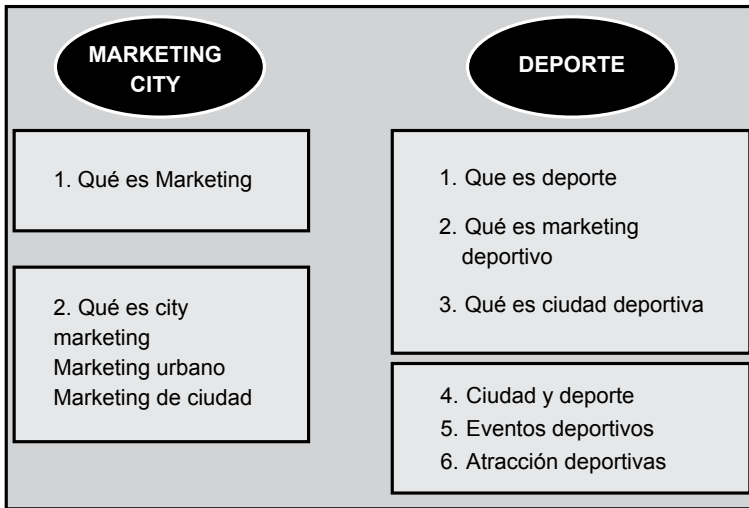 MARKETING
CITY
1. Qué es Marketing
2. Qué es city
marketing
Marketing urbano
Marketing de ciudad
DEPORTE
1. Que es deporte
2. Qué es marketing
deportivo
3. Qué es ciudad deportiva
4. Ciudad y deporte
5. Eventos deportivos
6. Atracción deportivas